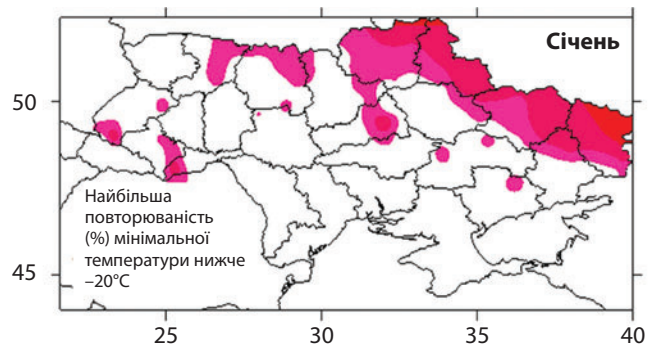 Січень
50
45
Найбільша
повторюваність
(%) мінімальної
температури нижче
–20°C
25 30 35 40